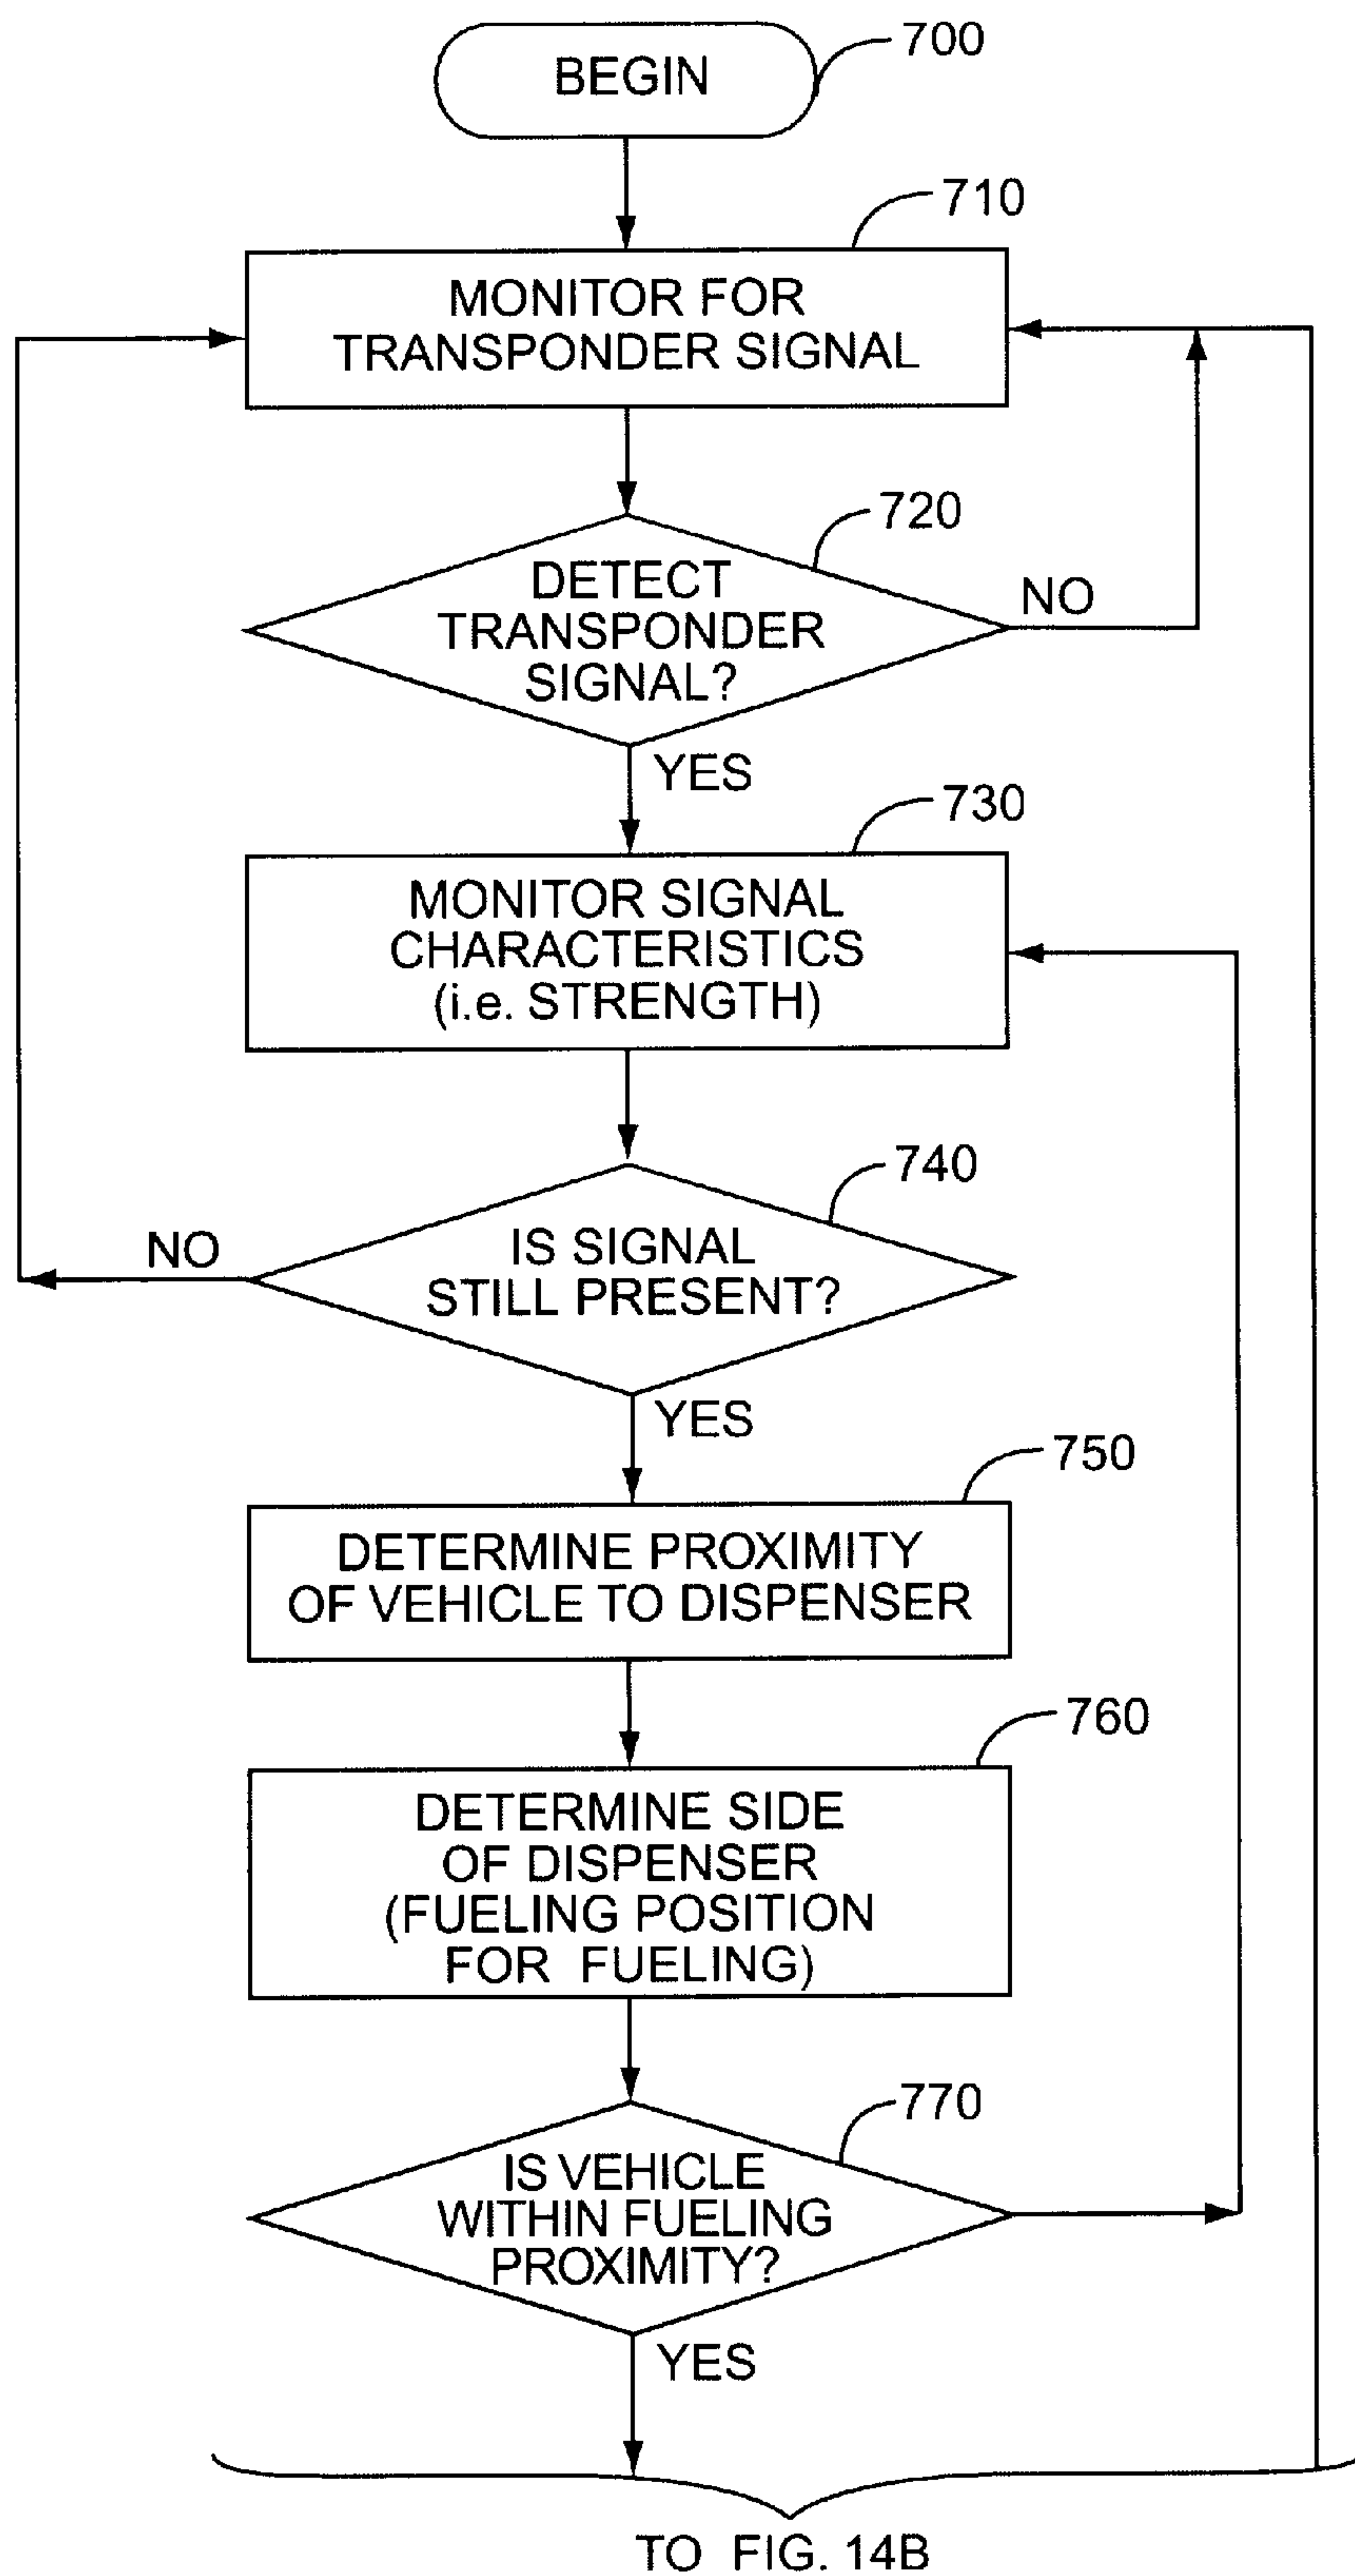 BEGIN
700
710
MONITOR FOR
TRANSPONDER SIGNAL
720
DETECT
TRANSPONDER
SIGNAL?
NO
YES
730
MONITOR SIGNAL
CHARACTERISTICS
(i.e. STRENGTH)
740
IS SIGNAL
STILL PRESENT?
NO
YES
750
DETERMINE PROXIMITY
OF VEHICLE TO DISPENSER
760
DETERMINE SIDE
OF DISPENSER
(FUELING POSITION
FOR FUELING)
770
IS VEHICLE
WITHIN FUELING
PROXIMITY?
YES
TO FIG. 14B